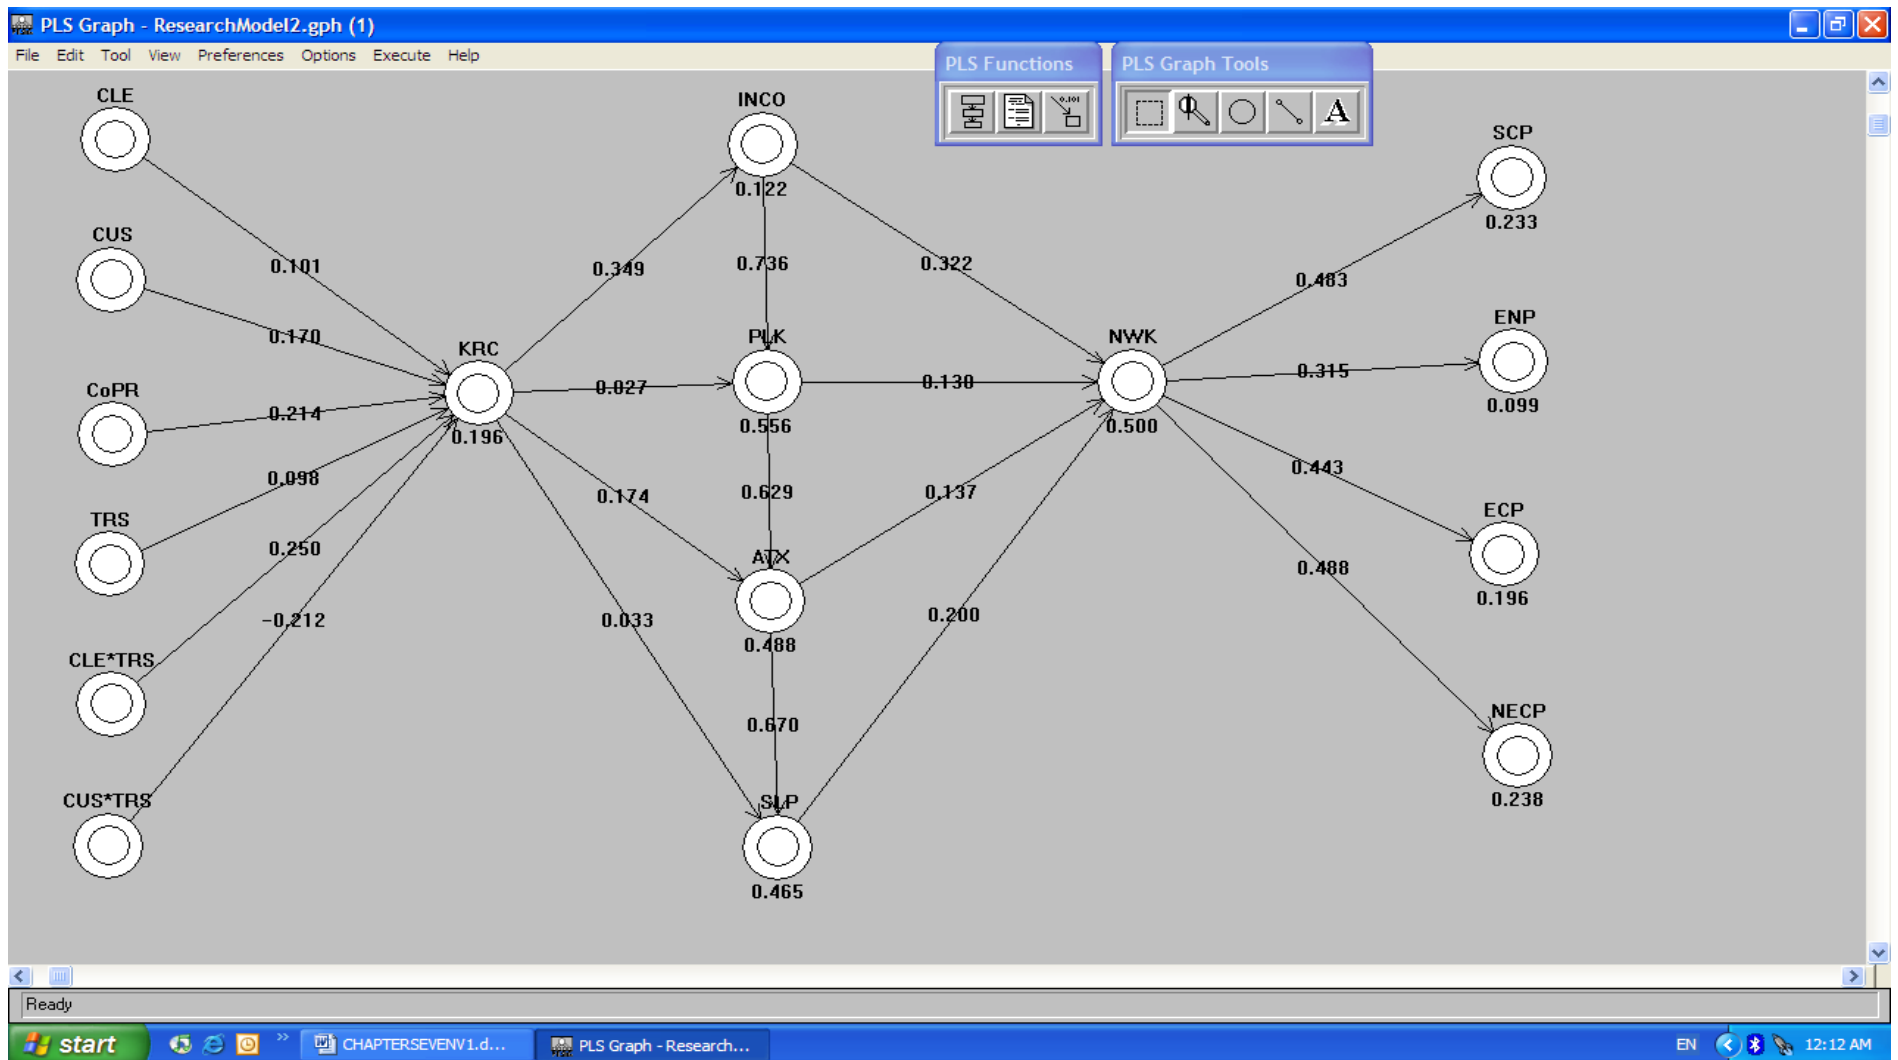 PLS Graph - ResearchModel2.gph (1)
File Edit Tool View Preferences Options Execute Help
PLS Functions
PLS Graph Tools
0.101
A
CLE
INCO
SCP
0.122
0.233
CUS
0.101
0.349
0.736
0.322
0.483
0.170
KRC
PLK
NWK
ENP
CoPR
0.027
0.130
0.315
0.214
0.196
0.556
0.500
0.099
0.098
0.174
0.629
0.137
0.443
TRS
ECP
0.250
ATX
0.488
0.196
-0.212
0.033
0.488
0.200
CLE*TRS
0.670
NECP
CUS*TRS
SLP
0.238
0.465
Ready
start
CHAPTERSEVENV1.d...
PLS Graph - Research...
EN
12:12 AM